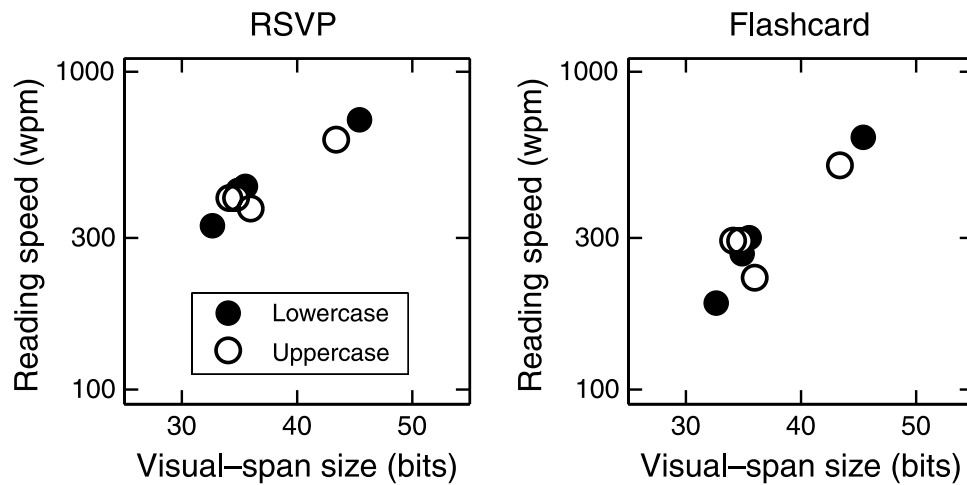 RSVP
Flashcard
1000
300
100
Reading speed (wpm)
30 40 50
Visual–span size (bits)
Lowercase
Uppercase
1000
300
100
Reading speed (wpm)
30 40 50
Visual–span size (bits)